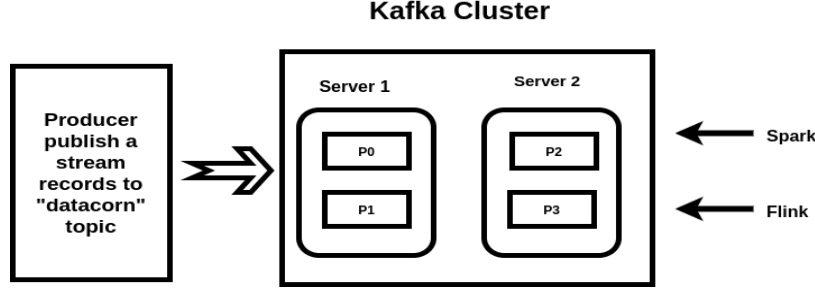 Kafka Cluster
Producer
publish a
stream
records to
"datacorn"
topic
Server 1
P0
P1
Server 2
P2
P3
Spark
Flink